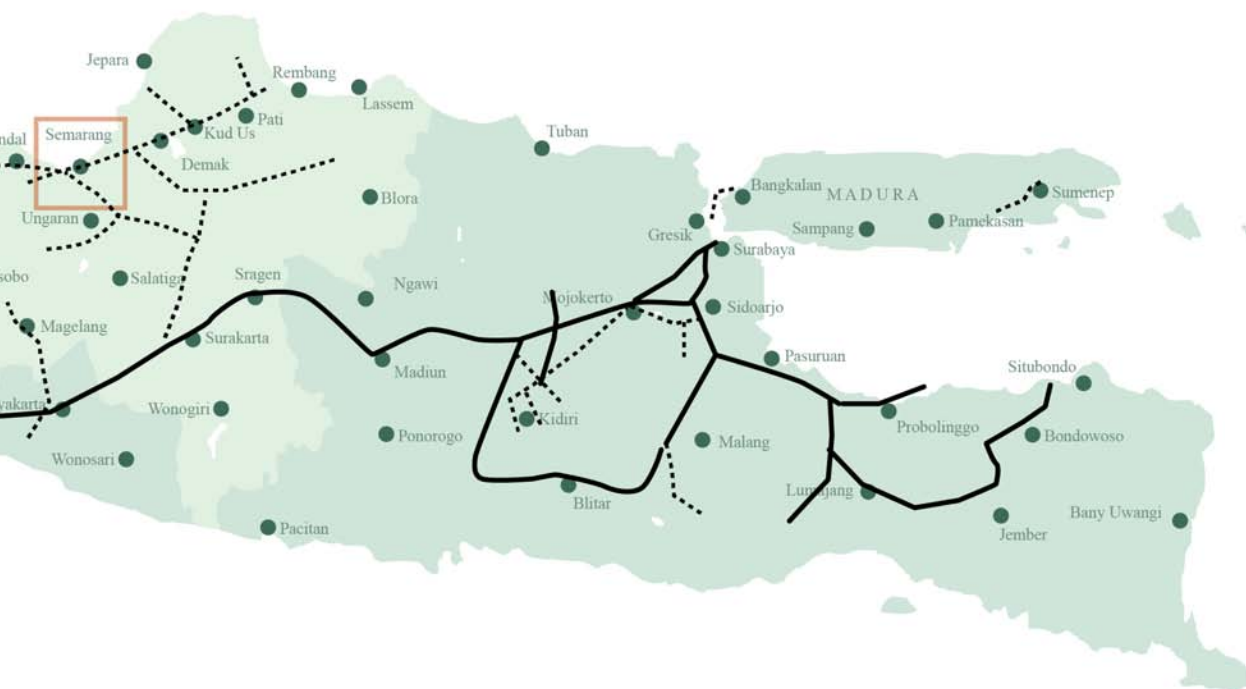 Jepara
Rembang
Lassem
Semarang
Kud Us
Pati
ndal
Demak
Tuban
Bangkalan
MADURA
Sumenep
Blora
Ungaran
Gresik
Sampang
Pamekasan
Surabaya
sobo
Salatiga
Sragen
Ngawi
Mojokerto
Sidoarjo
Magelang
Surakarta
Madiun
Pasuruan
Situbondo
yakarta
Wonogiri
Kidiri
Probolinggo
Ponorogo
Malang
Bondowoso
Wonosari
Blitar
Lumajang
Bany Uwangi
Pacitan
Jember